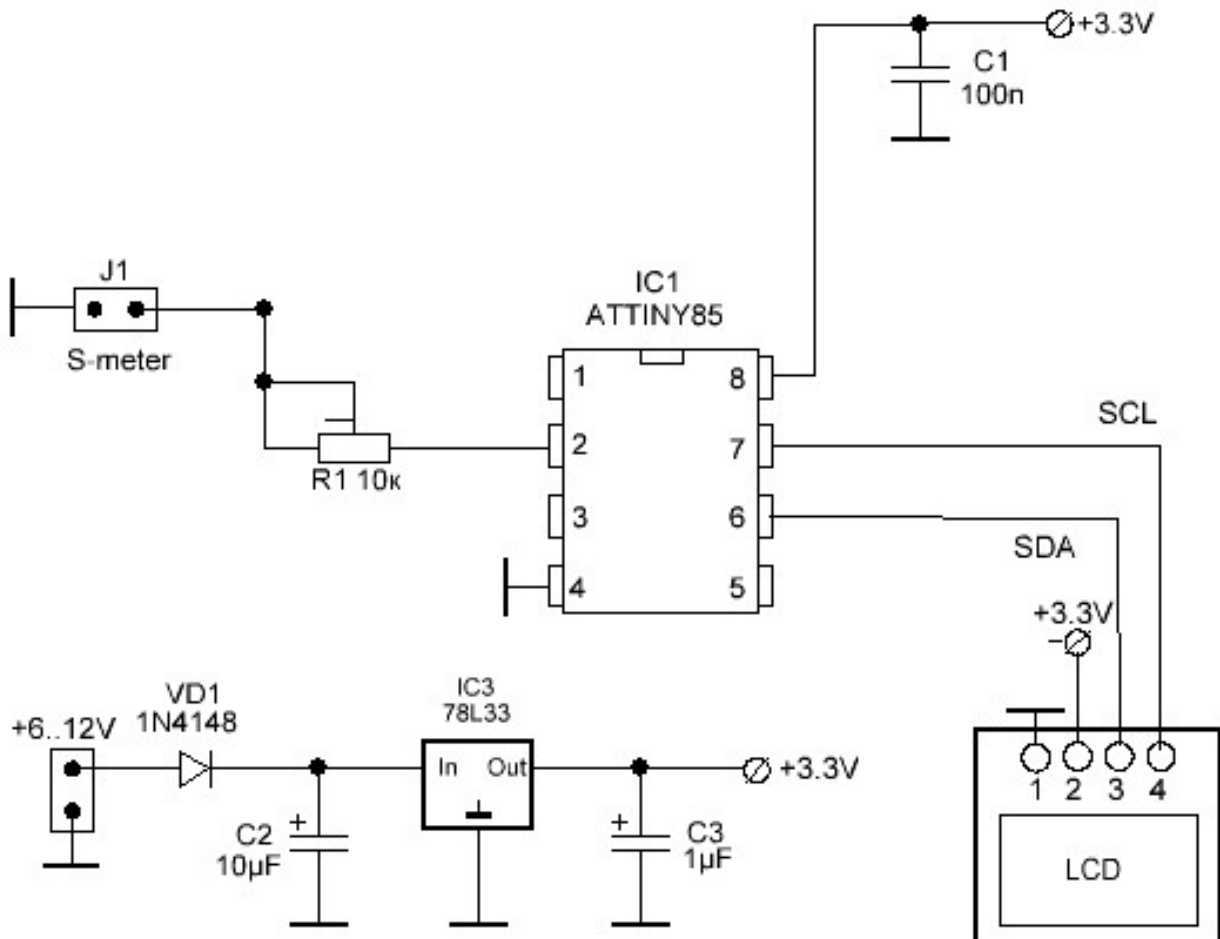 +3.3V
C1
100n
J1
S-meter
IC1
ATTINY85
1
8
2
7
SCL
R1 10к
3
6
SDA
4
5
+3.3V
+6..12V
VD1
1N4148
IC3
78L33
In Out
+3.3V
+
C2
10µF
+
C3
1µF
1 2 3 4
LCD